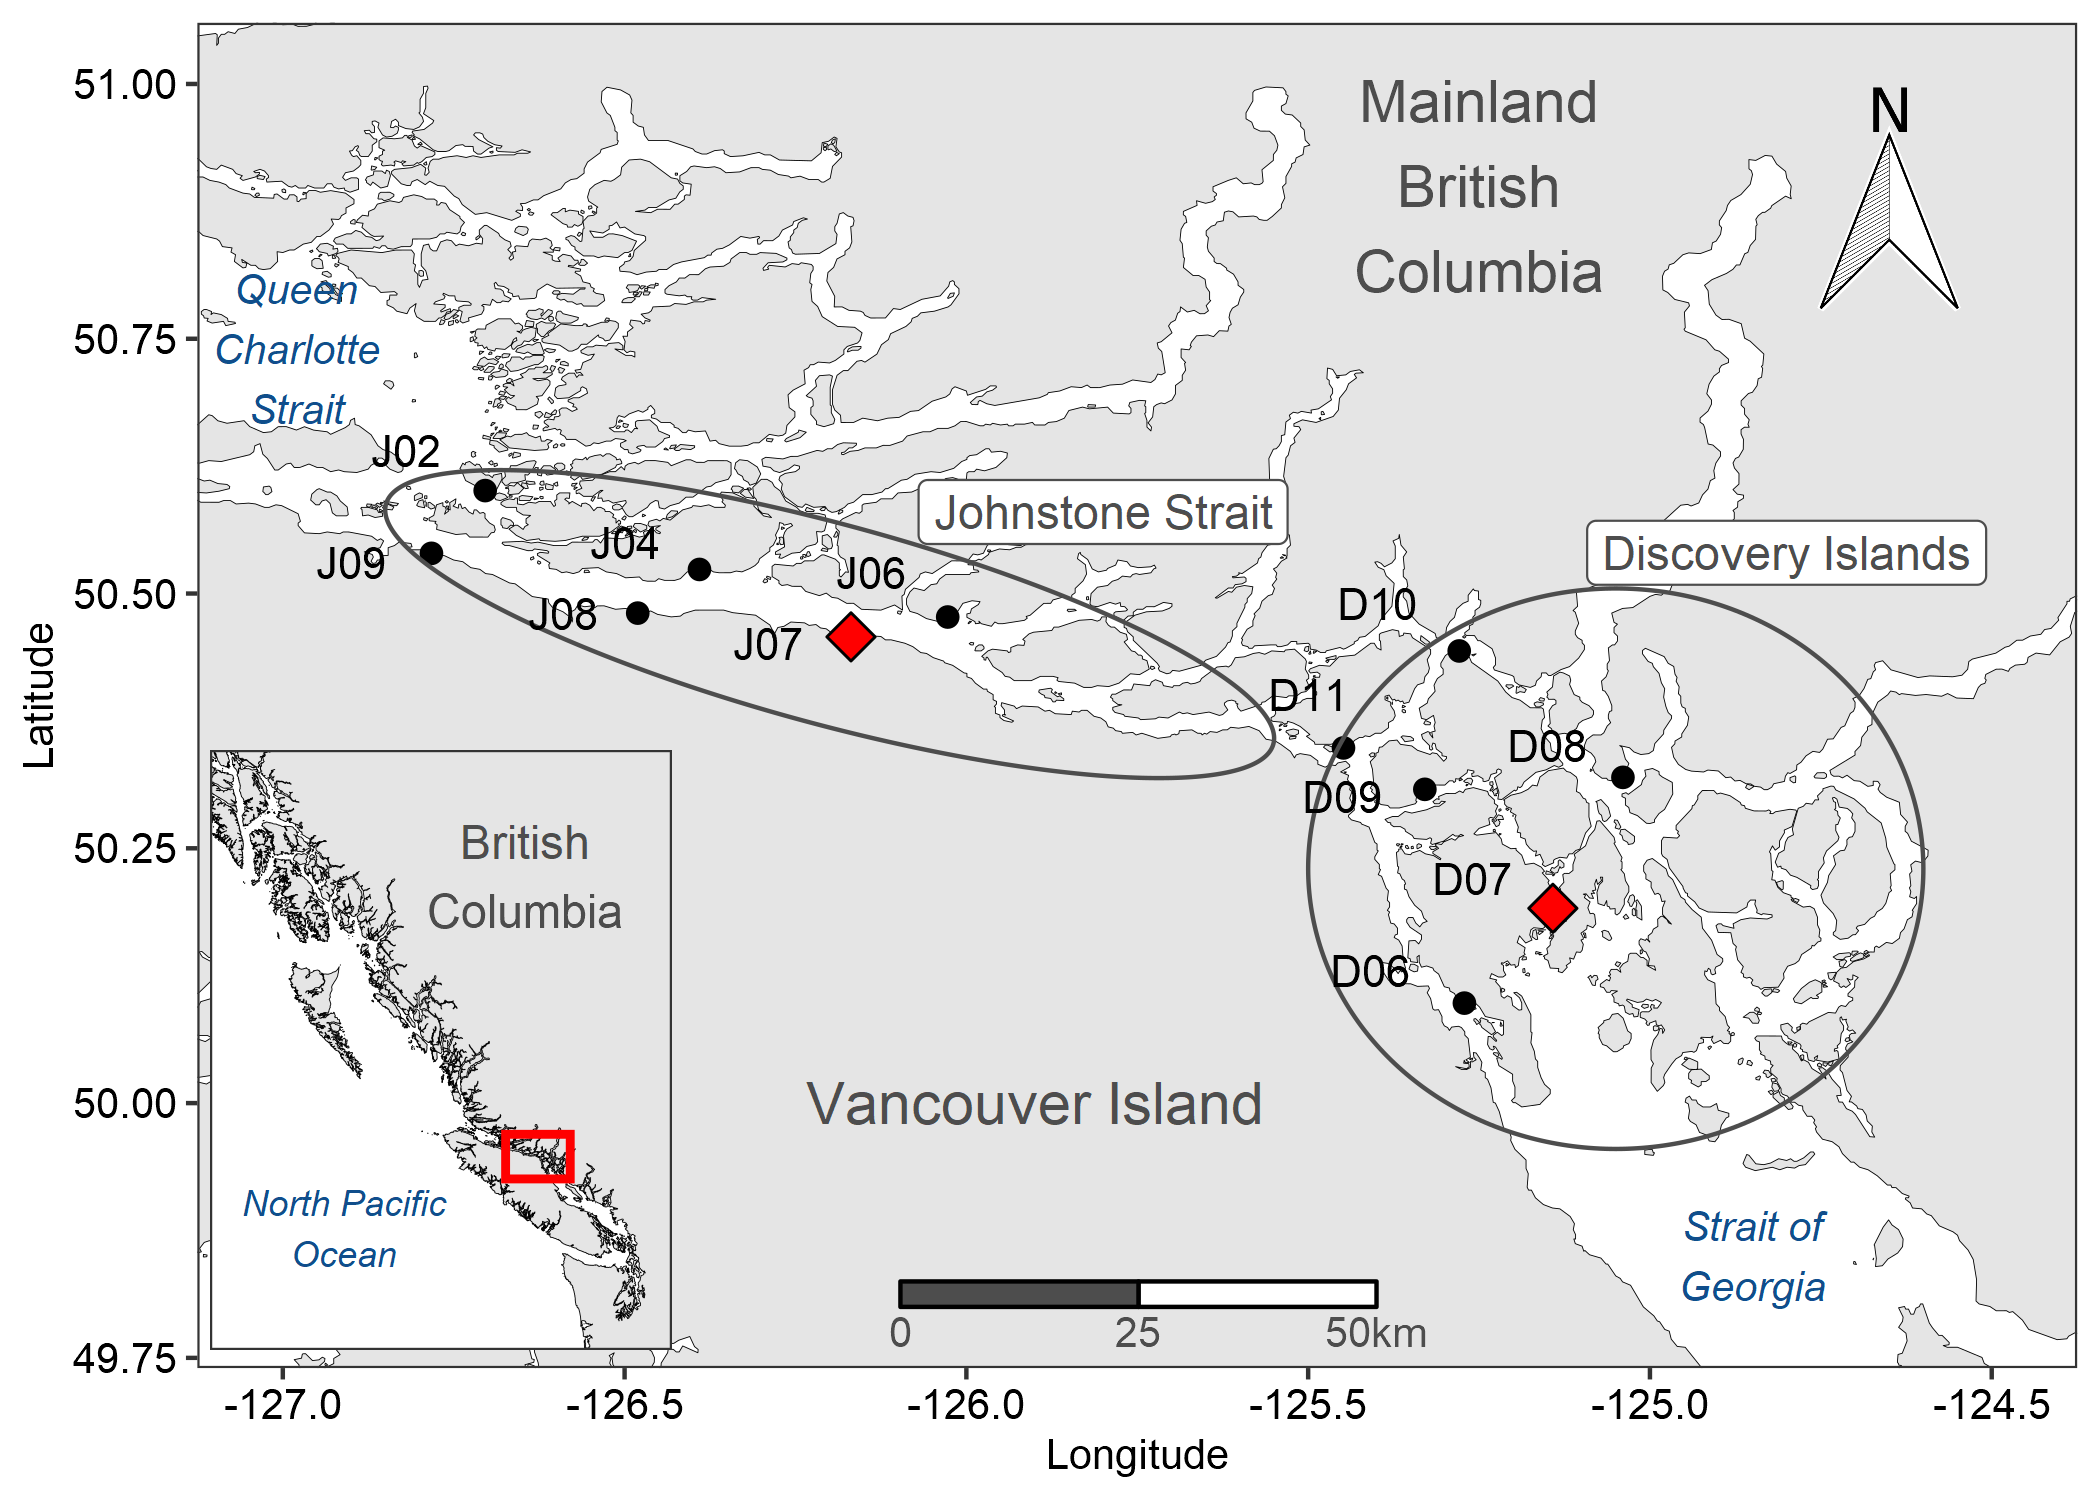 51.00
50.75
50.50
50.25
50.00
49.75
Latitude
-127.0
-126.5
-126.0
-125.5
-125.0
-124.5
Longitude
Mainland
British
Columbia
N
Queen
Charlotte
Strait
J02
J09
J04
J08
J06
J07
Johnstone Strait
Discovery Islands
D10
D11
D08
D09
D07
D06
Vancouver Island
British
Columbia
North Pacific
Ocean
Strait of
Georgia
0
25
50km